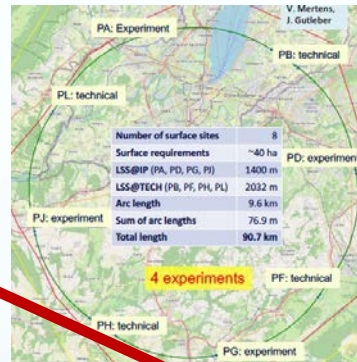 V. Mertens,
J. Gutleber
PA: Experiment
PB: technical
PL: technical
Number of surface sites 8
Surface requirements ~40 ha
LSS@IP (PA, PD, PG, PJ) 1400 m
LSS@TECH (PB, PF, PH, PL) 2032 m
Arc length 9.6 km
Sum of arc lengths 76.9 m
Total length 90.7 km
PD: experimen
PJ: experiment
4 experiments
PF: technical
PH: technical
PG: experiment